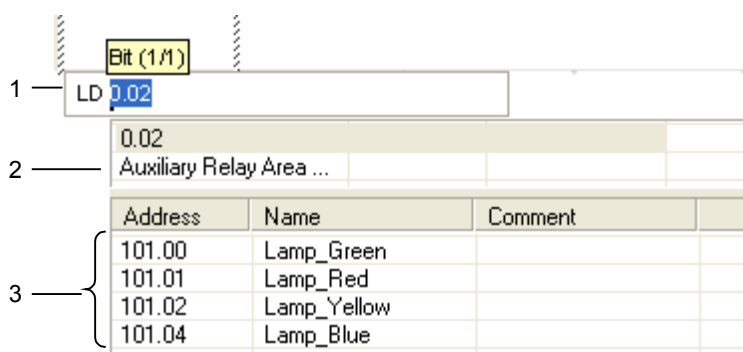 Bit (1/1)
1 LD 0.02
0.02
2 Auxiliary Relay Area ...
Address Name Comment
101.00 Lamp_Green
101.01 Lamp_Red
3
101.02 Lamp_Yellow
101.04 Lamp_Blue